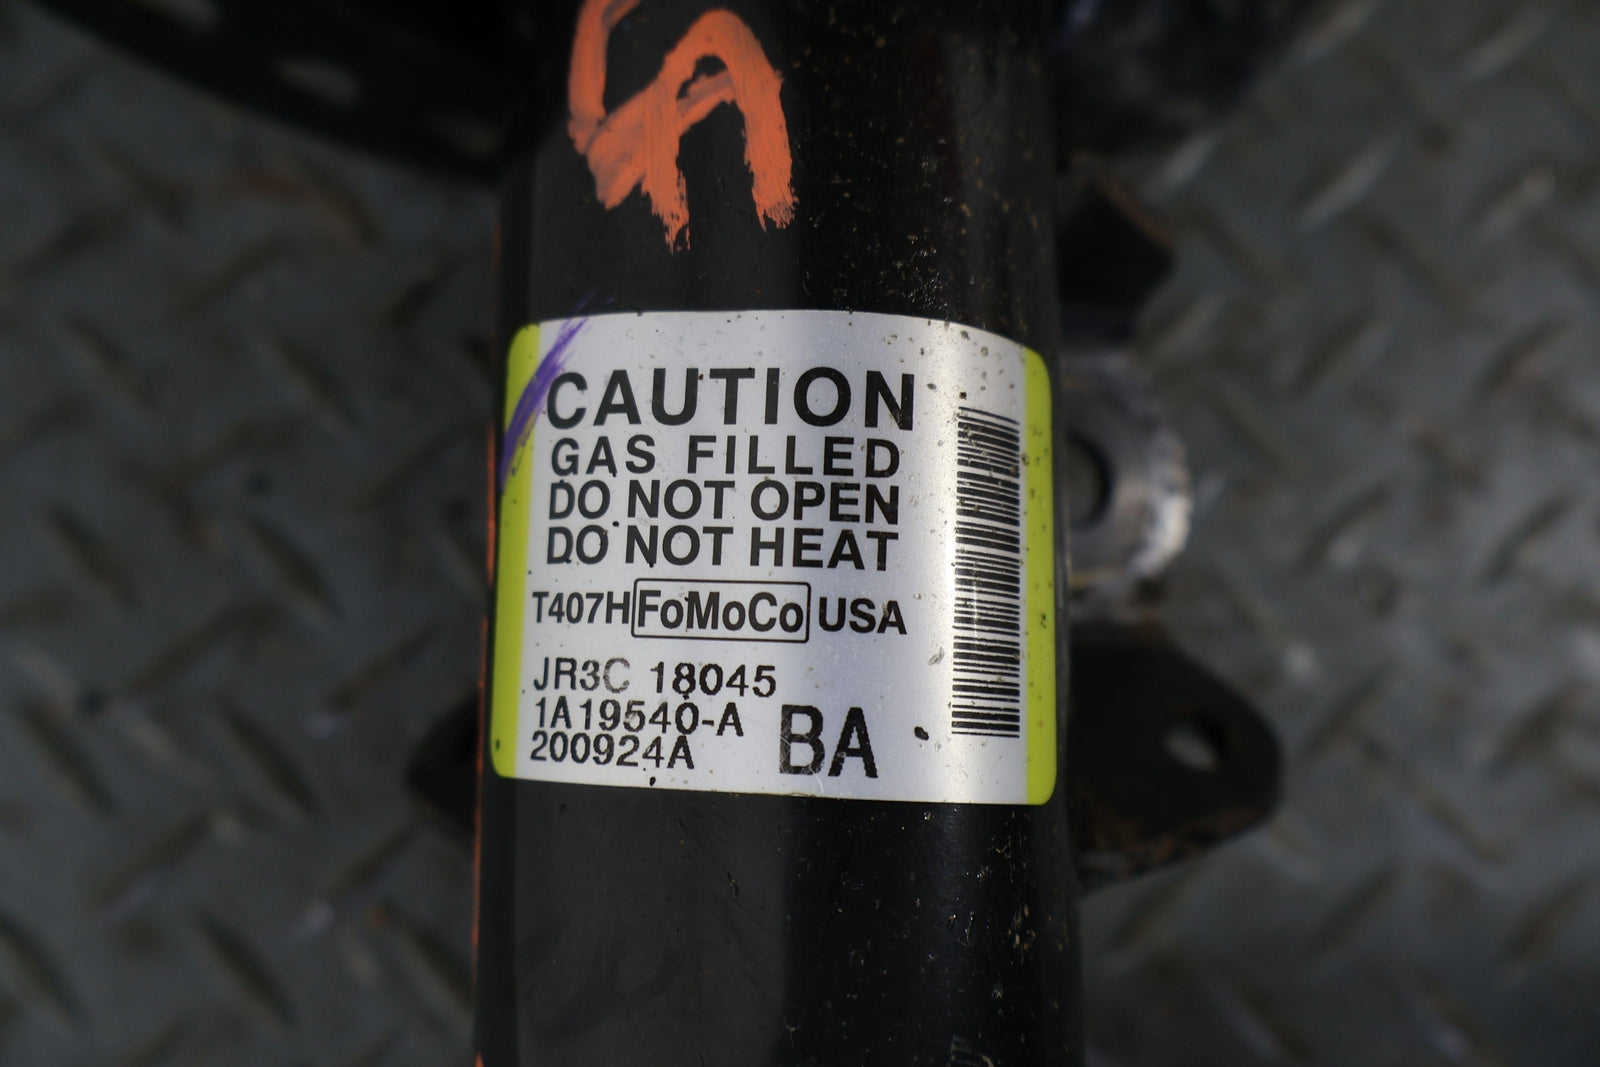 CAUTION
GAS FILLED
DO NOT OPEN
DO NOT HEAT
T407H FoMoCo USA
JR3C 18045
1A19540-A
200924A BA